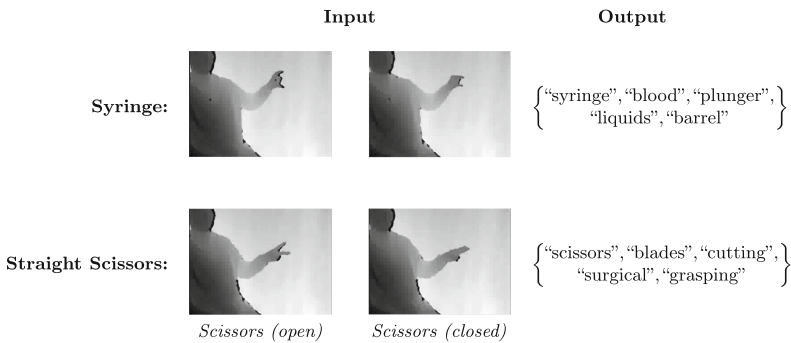 Input Output
Syringe:
{“syringe”, “blood”, “plunger”,
“liquids”, “barrel”}
Straight Scissors:
{“scissors”, “blades”, “cutting”,
“surgical”, “grasping”}
Scissors (open) Scissors (closed)